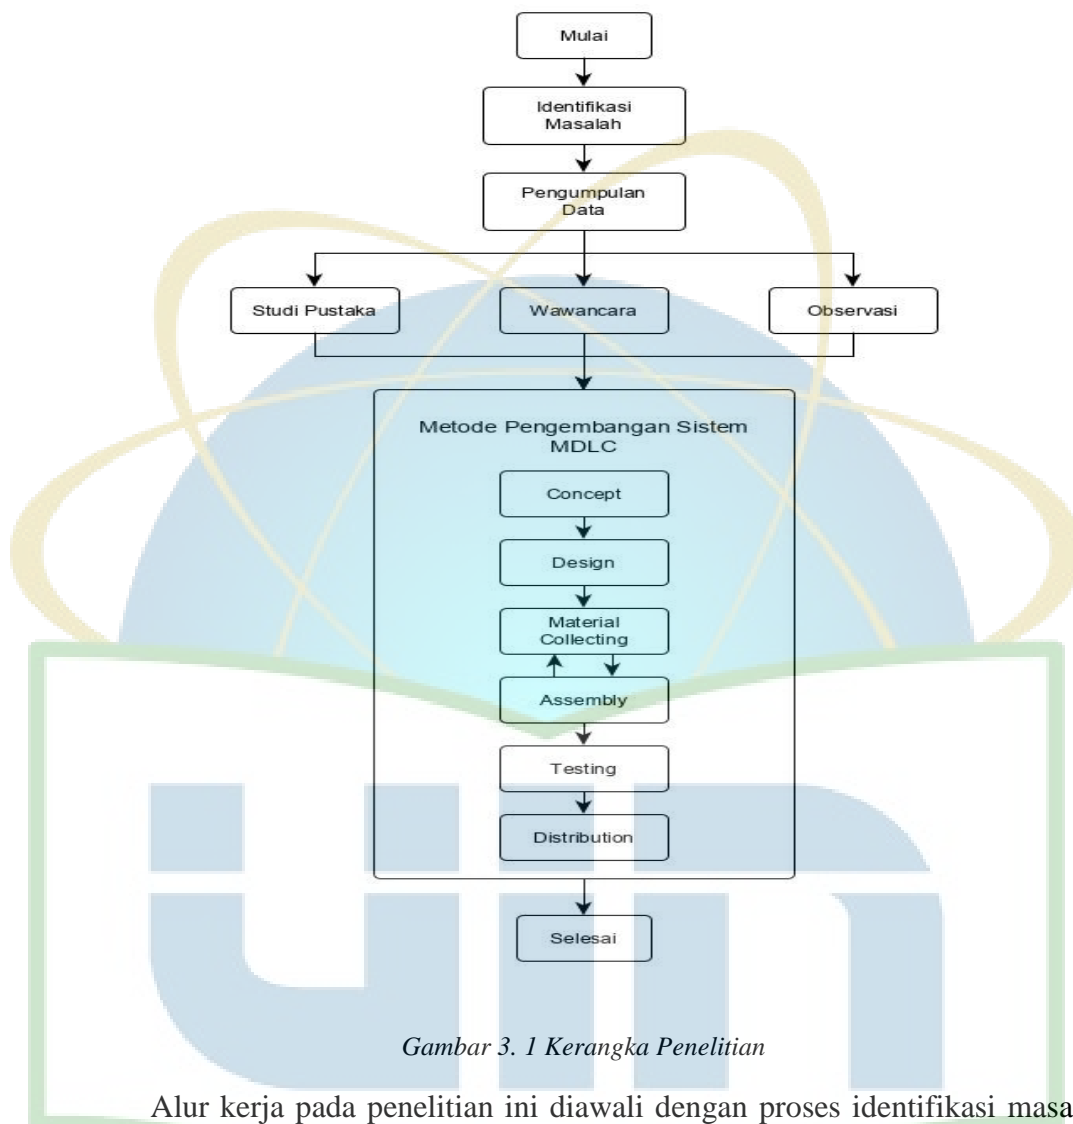 Mulai
Identifikasi
Masalah
Pengumpulan
Data
Studi Pustaka
Wawancara
Observasi
Metode Pengembangan Sistem
MDLC
Concept
Design
Material
Collecting
Assembly
Testing
Distribution
Selesai
uin
Gambar 3. 1 Kerangka Penelitian
Alur kerja pada penelitian ini diawali dengan proses identifikasi masa